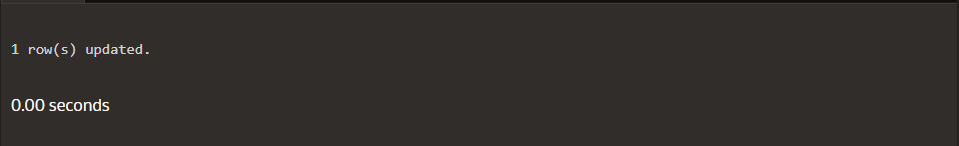 1 row(s) updated.
0.00 seconds